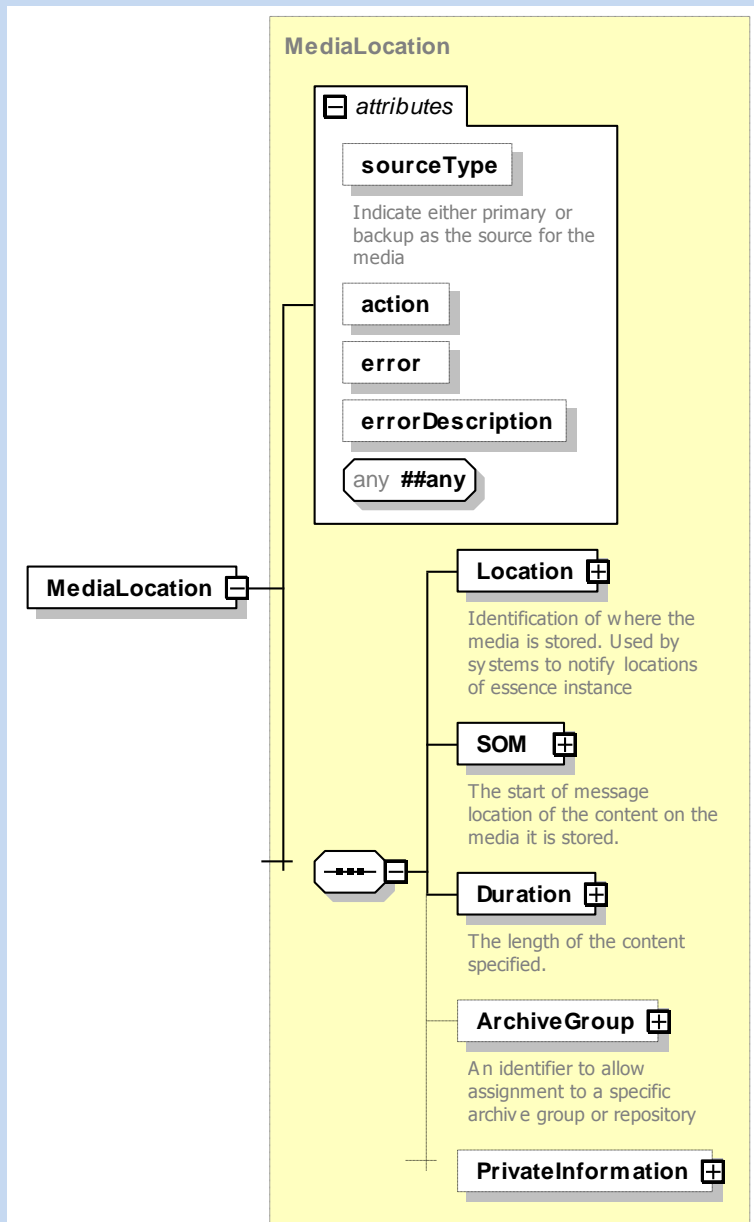 MediaLocation
attributes
sourceType
Indicate either primary or
backup as the source for the
media
action
error
errorDescription
any ##any
MediaLocation
Location
Identification of where the
media is stored. Used by
systems to notify locations
of essence instance
SOM
The start of message
location of the content on the
media it is stored.
Duration
The length of the content
specified.
ArchiveGroup
An identifier to allow
assignment to a specific
archive group or repository
PrivateInformation